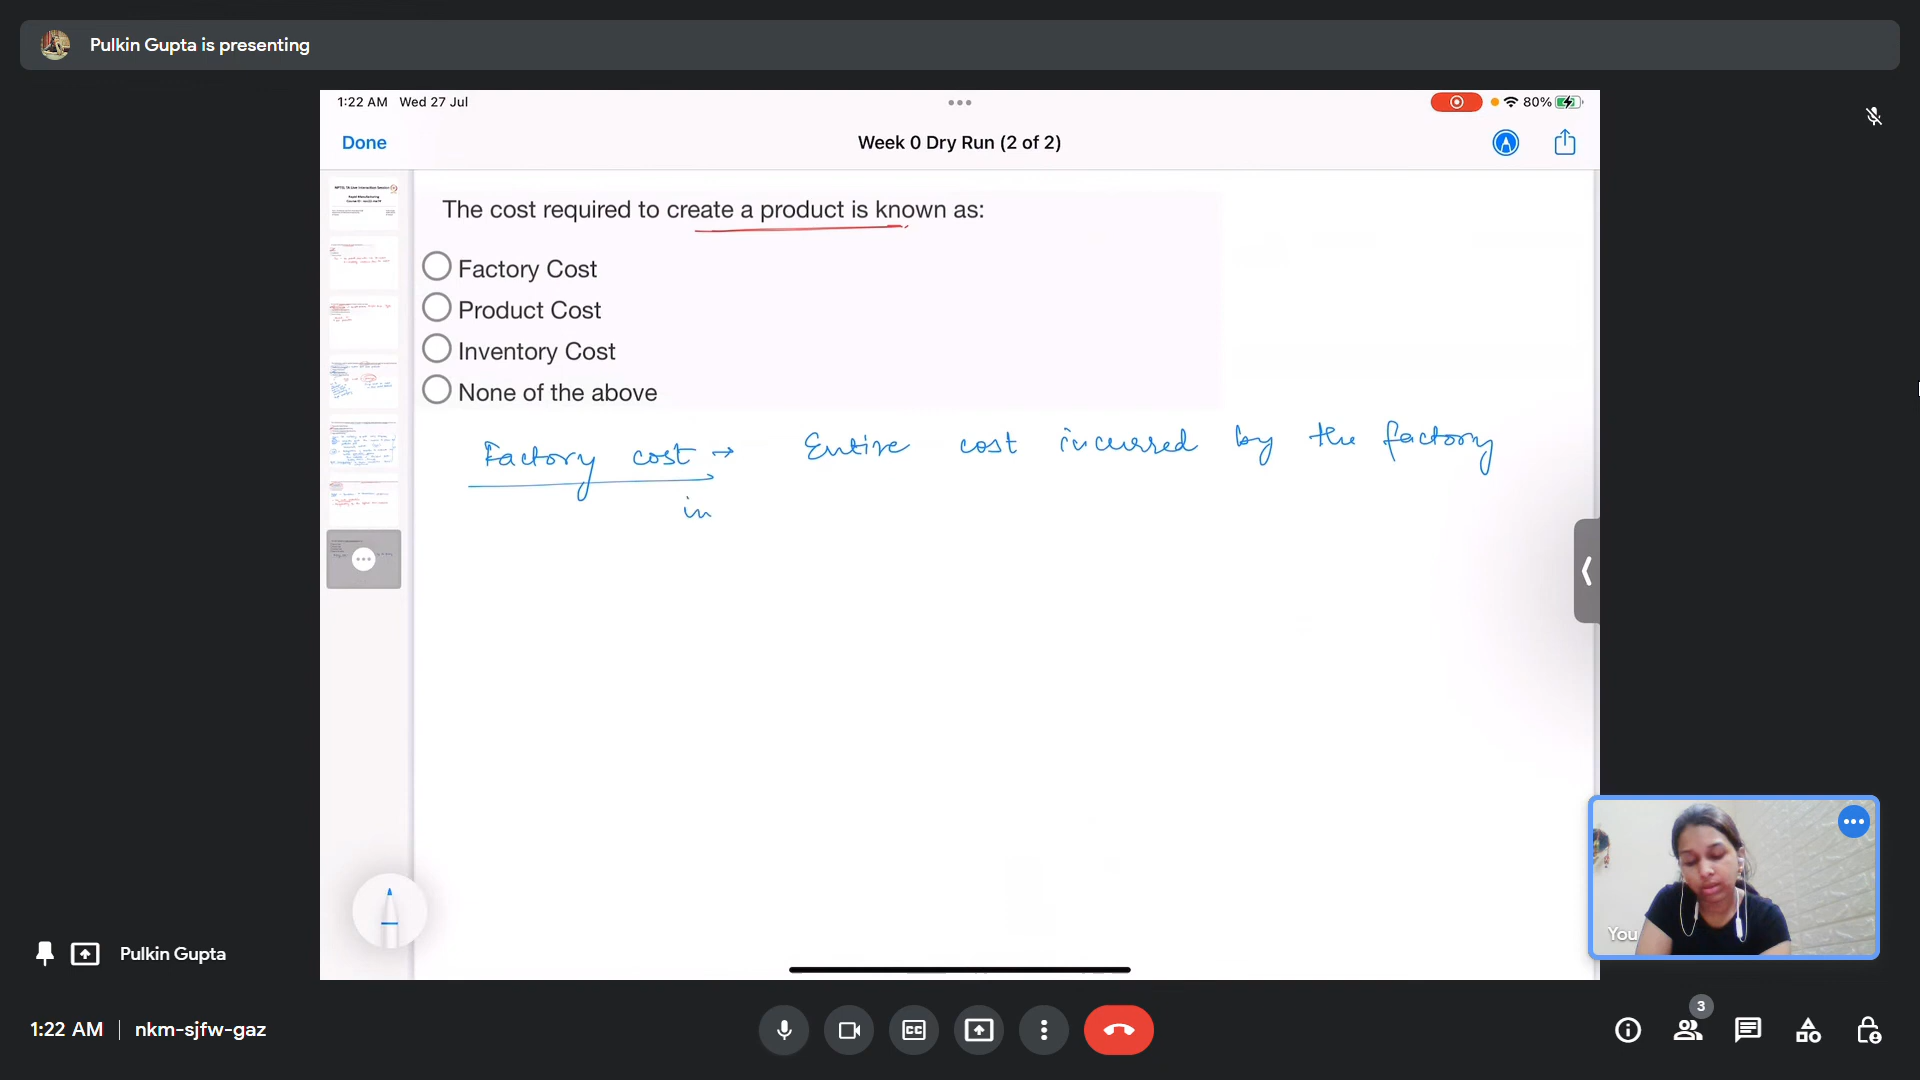 Pulkin Gupta is presenting
1:22 AM Wed 27 Jul
80%
Done
Week 0 Dry Run (2 of 2)
The cost required to create a product is known as:
Factory Cost
Product Cost
Inventory Cost
None of the above
Factory cost → Entire cost incurred by the factory
in
You
Pulkin Gupta
1:22 AM | nkm-sjfw-gaz
CC
3